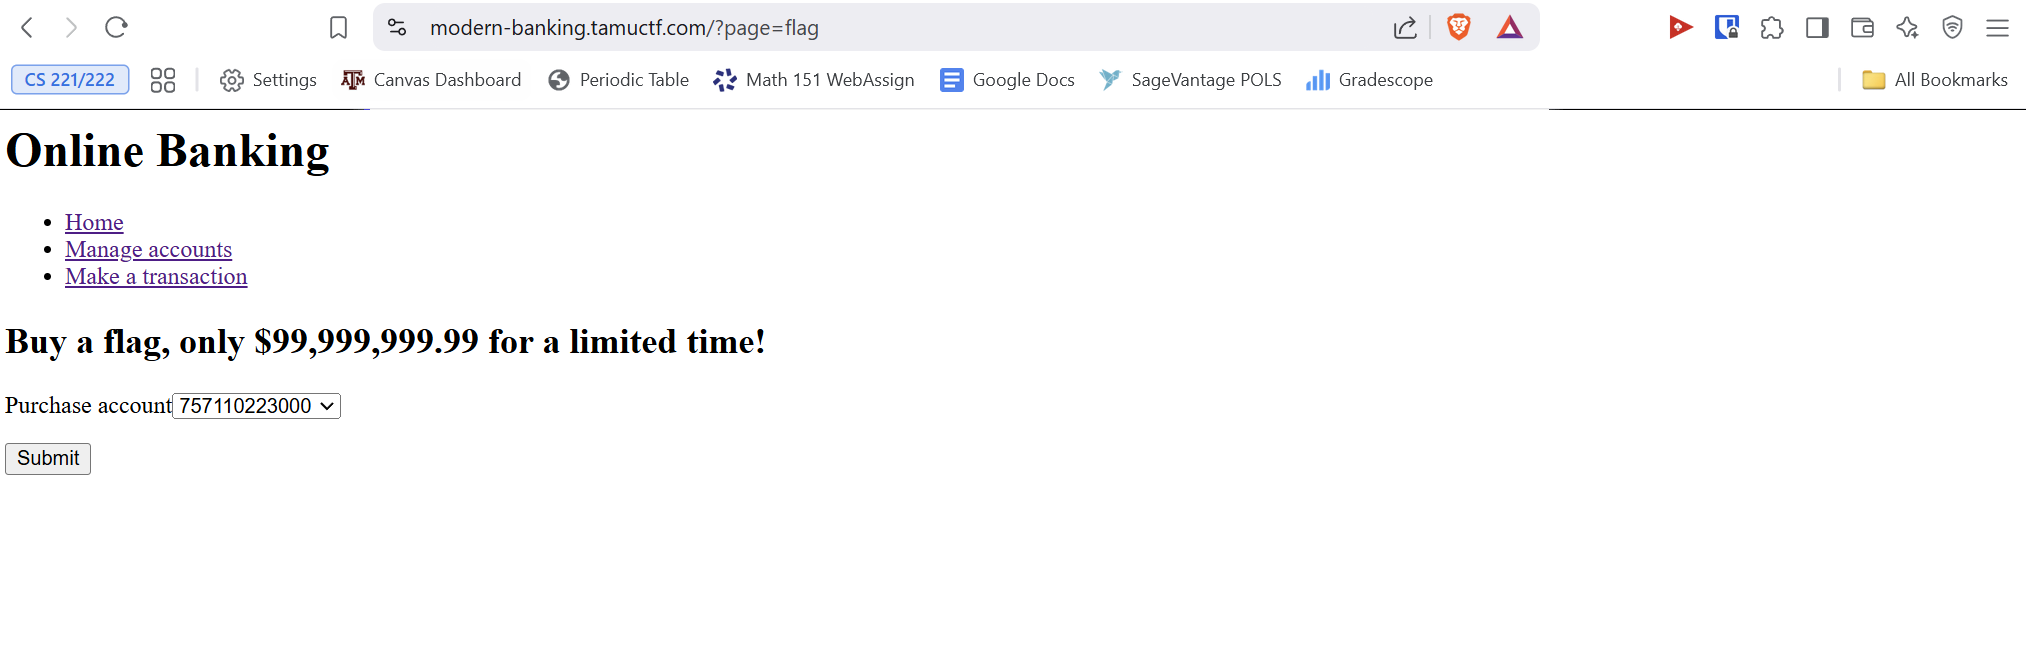 modern-banking.tamuctf.com/?page=flag
CS 221/222 Settings Canvas Dashboard Periodic Table Math 151 WebAssign Google Docs SageVantage POLS Gradescope All Bookmarks
Online Banking
Home
Manage accounts
Make a transaction
Buy a flag, only $99,999,999.99 for a limited time!
Purchase account 757110223000
Submit